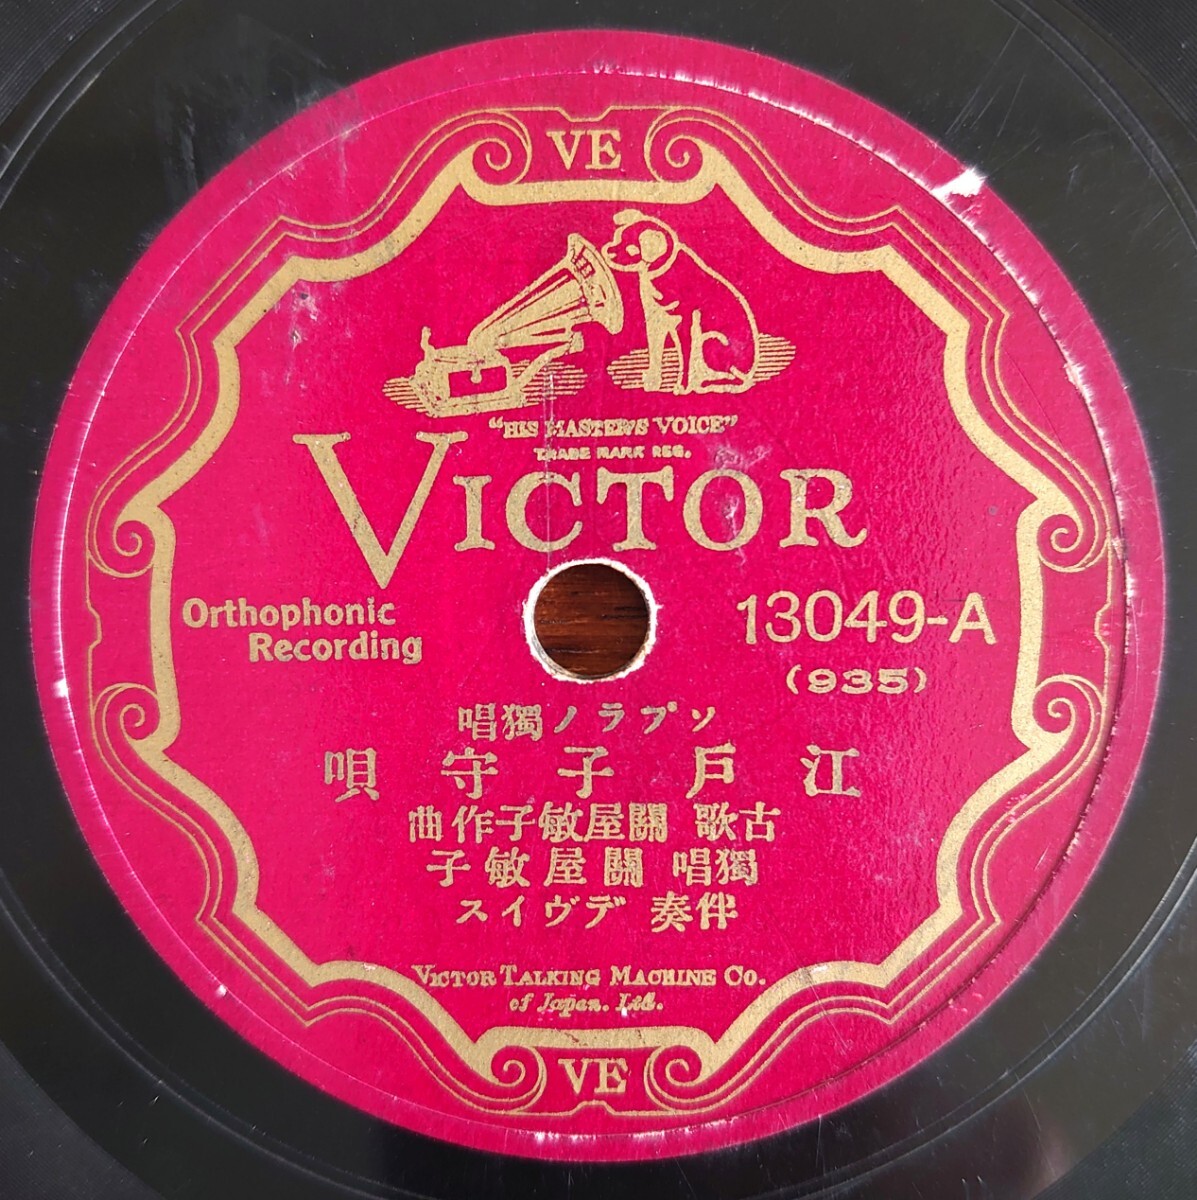 VE
"HIS MASTER'S VOICE"
TRADE MARK REG.
VICTOR
Orthophonic
Recording
13049-A
(935)
ソプラノ獨唱
江戸子守唄
古歌 關屋敏子作曲
獨唱 關屋敏子
伴奏 デヴイス
VICTOR TALKING MACHINE CO.
of Japan. Ltd.
VE